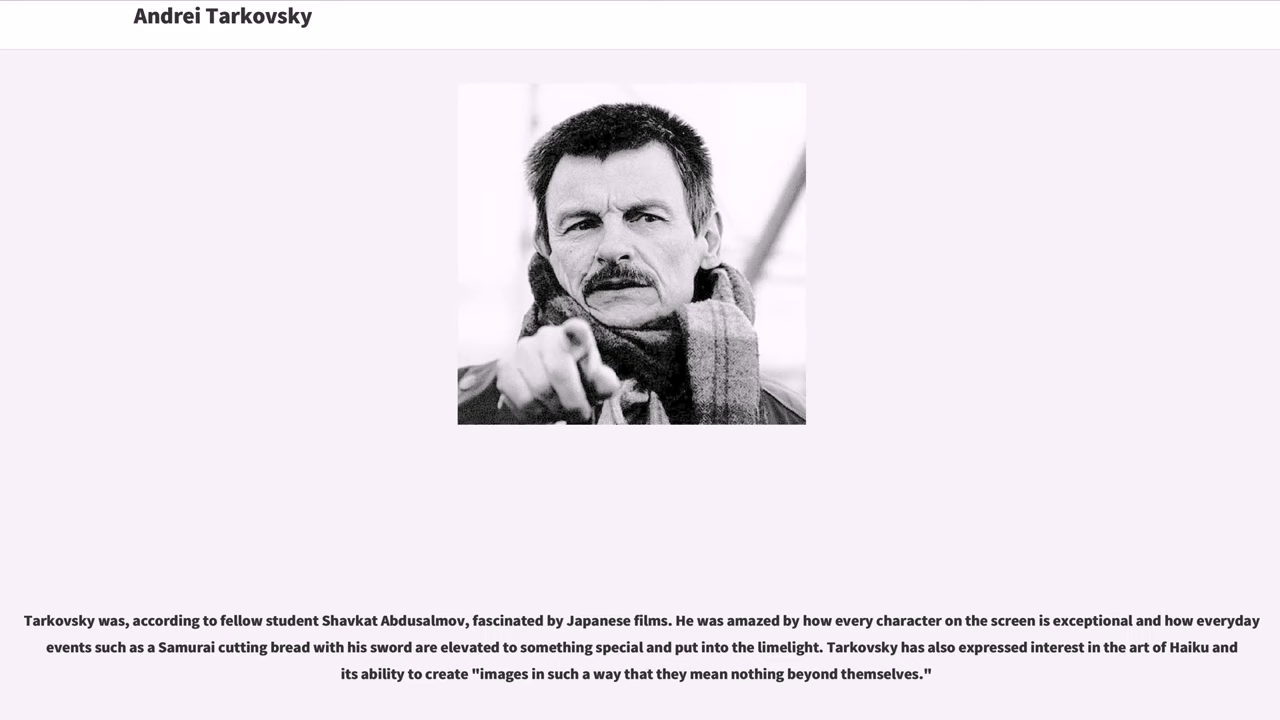 Andrei Tarkovsky
Tarkovsky was, according to fellow student Shavkat Abdusalmov, fascinated by Japanese films. He was amazed by how every character on the screen is exceptional and how everyday
events such as a Samurai cutting bread with his sword are elevated to something special and put into the limelight. Tarkovsky has also expressed interest in the art of Haiku and
its ability to create "images in such a way that they mean nothing beyond themselves."